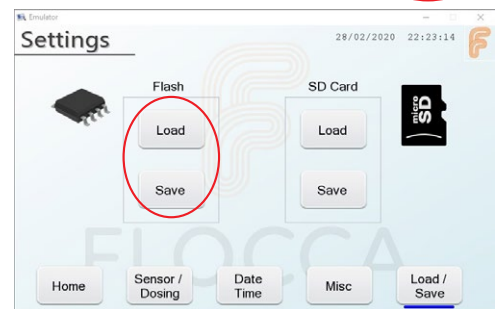 Emulator
Settings
28/02/2020 22:23:14
Flash
SD Card
Load
Load
micro
SD
Save
Save
FLOCCA
Home
Sensor /
Dosing
Date
Time
Misc
Load /
Save